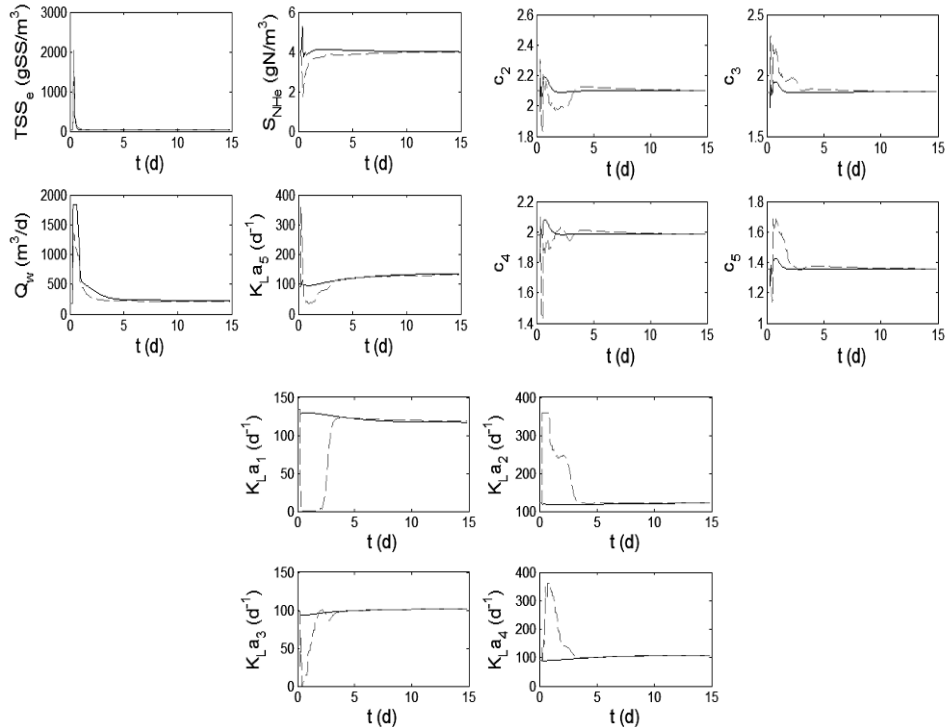 TSSe (gSS/m³)
3000
2000
1000
0
0 5 10 15
t (d)
SNHe (gN/m³)
6
4
2
0
0 5 10 15
t (d)
c2
2.6
2.4
2.2
2
1.8
0 5 10 15
t (d)
c3
2.5
2
1.5
0 5 10 15
t (d)
Qw (m³/d)
2000
1500
1000
500
0
0 5 10 15
t (d)
KLa5 (d⁻¹)
400
300
200
100
0
0 5 10 15
t (d)
c4
2.2
2
1.8
1.6
1.4
0 5 10 15
t (d)
c5
1.8
1.6
1.4
1.2
1
0 5 10 15
t (d)
KLa1 (d⁻¹)
150
100
50
0
0 5 10 15
t (d)
KLa2 (d⁻¹)
400
300
200
100
0 5 10 15
t (d)
KLa3 (d⁻¹)
150
100
50
0
0 5 10 15
t (d)
KLa4 (d⁻¹)
400
300
200
100
0
0 5 10 15
t (d)